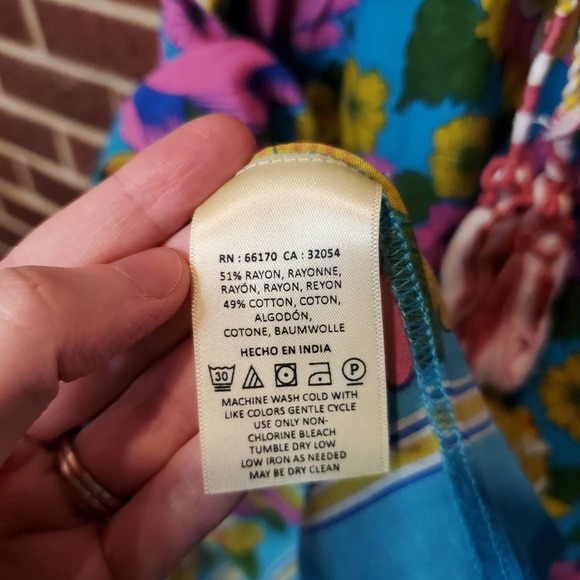 RN : 66170 CA : 32054
51% RAYON, RAYONNE,
RAYÓN, RAYON, REYON
49% COTTON, COTON,
ALGODÓN,
COTONE, BAUMWOLLE
HECHO EN INDIA
30 P
MACHINE WASH COLD WITH
LIKE COLORS GENTLE CYCLE
USE ONLY NON-
CHLORINE BLEACH
TUMBLE DRY LOW
LOW IRON AS NEEDED
MAY BE DRY CLEAN